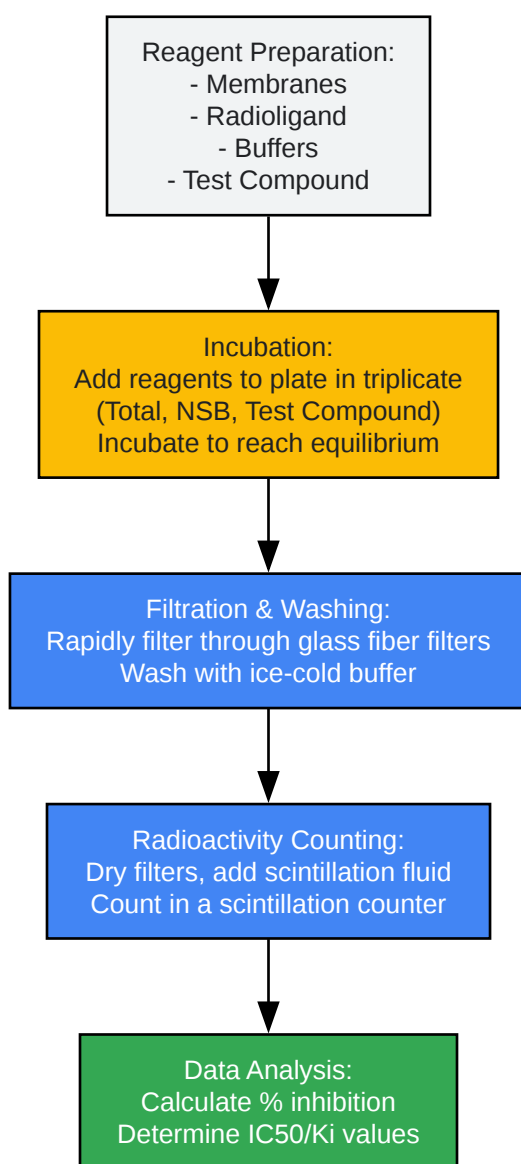 Reagent Preparation:
- Membranes
- Radioligand
- Buffers
- Test Compound
Incubation:
Add reagents to plate in triplicate
(Total, NSB, Test Compound)
Incubate to reach equilibrium
Filtration & Washing:
Rapidly filter through glass fiber filters
Wash with ice-cold buffer
Radioactivity Counting:
Dry filters, add scintillation fluid
Count in a scintillation counter
Data Analysis:
Calculate % inhibition
Determine IC50/Ki values